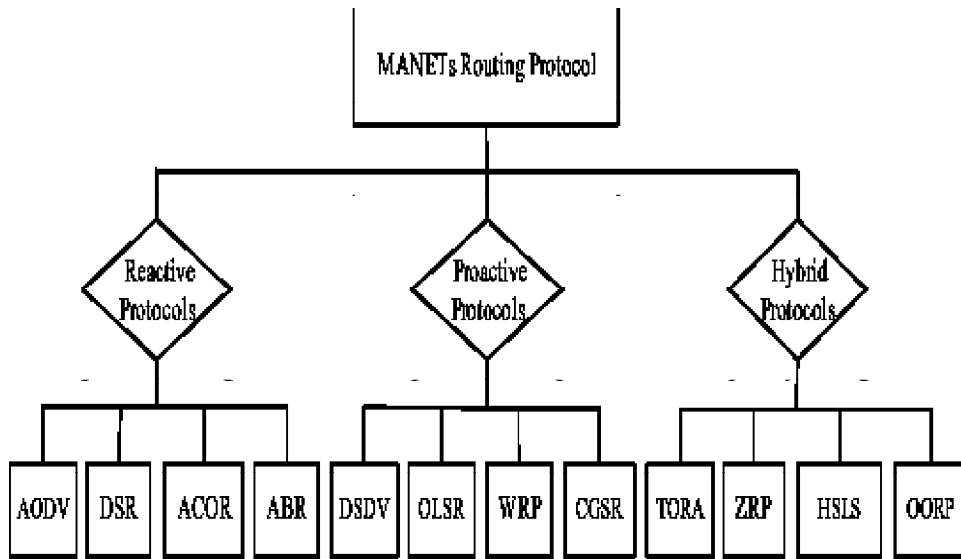 MANETs Routing Protocol
Reactive
Protocols
Proactive
Protocols
Hybrid
Protocols
AODV DSR ACOR ABR DSDV OLSR WRP CGSR TORA ZRP HSLS OORP